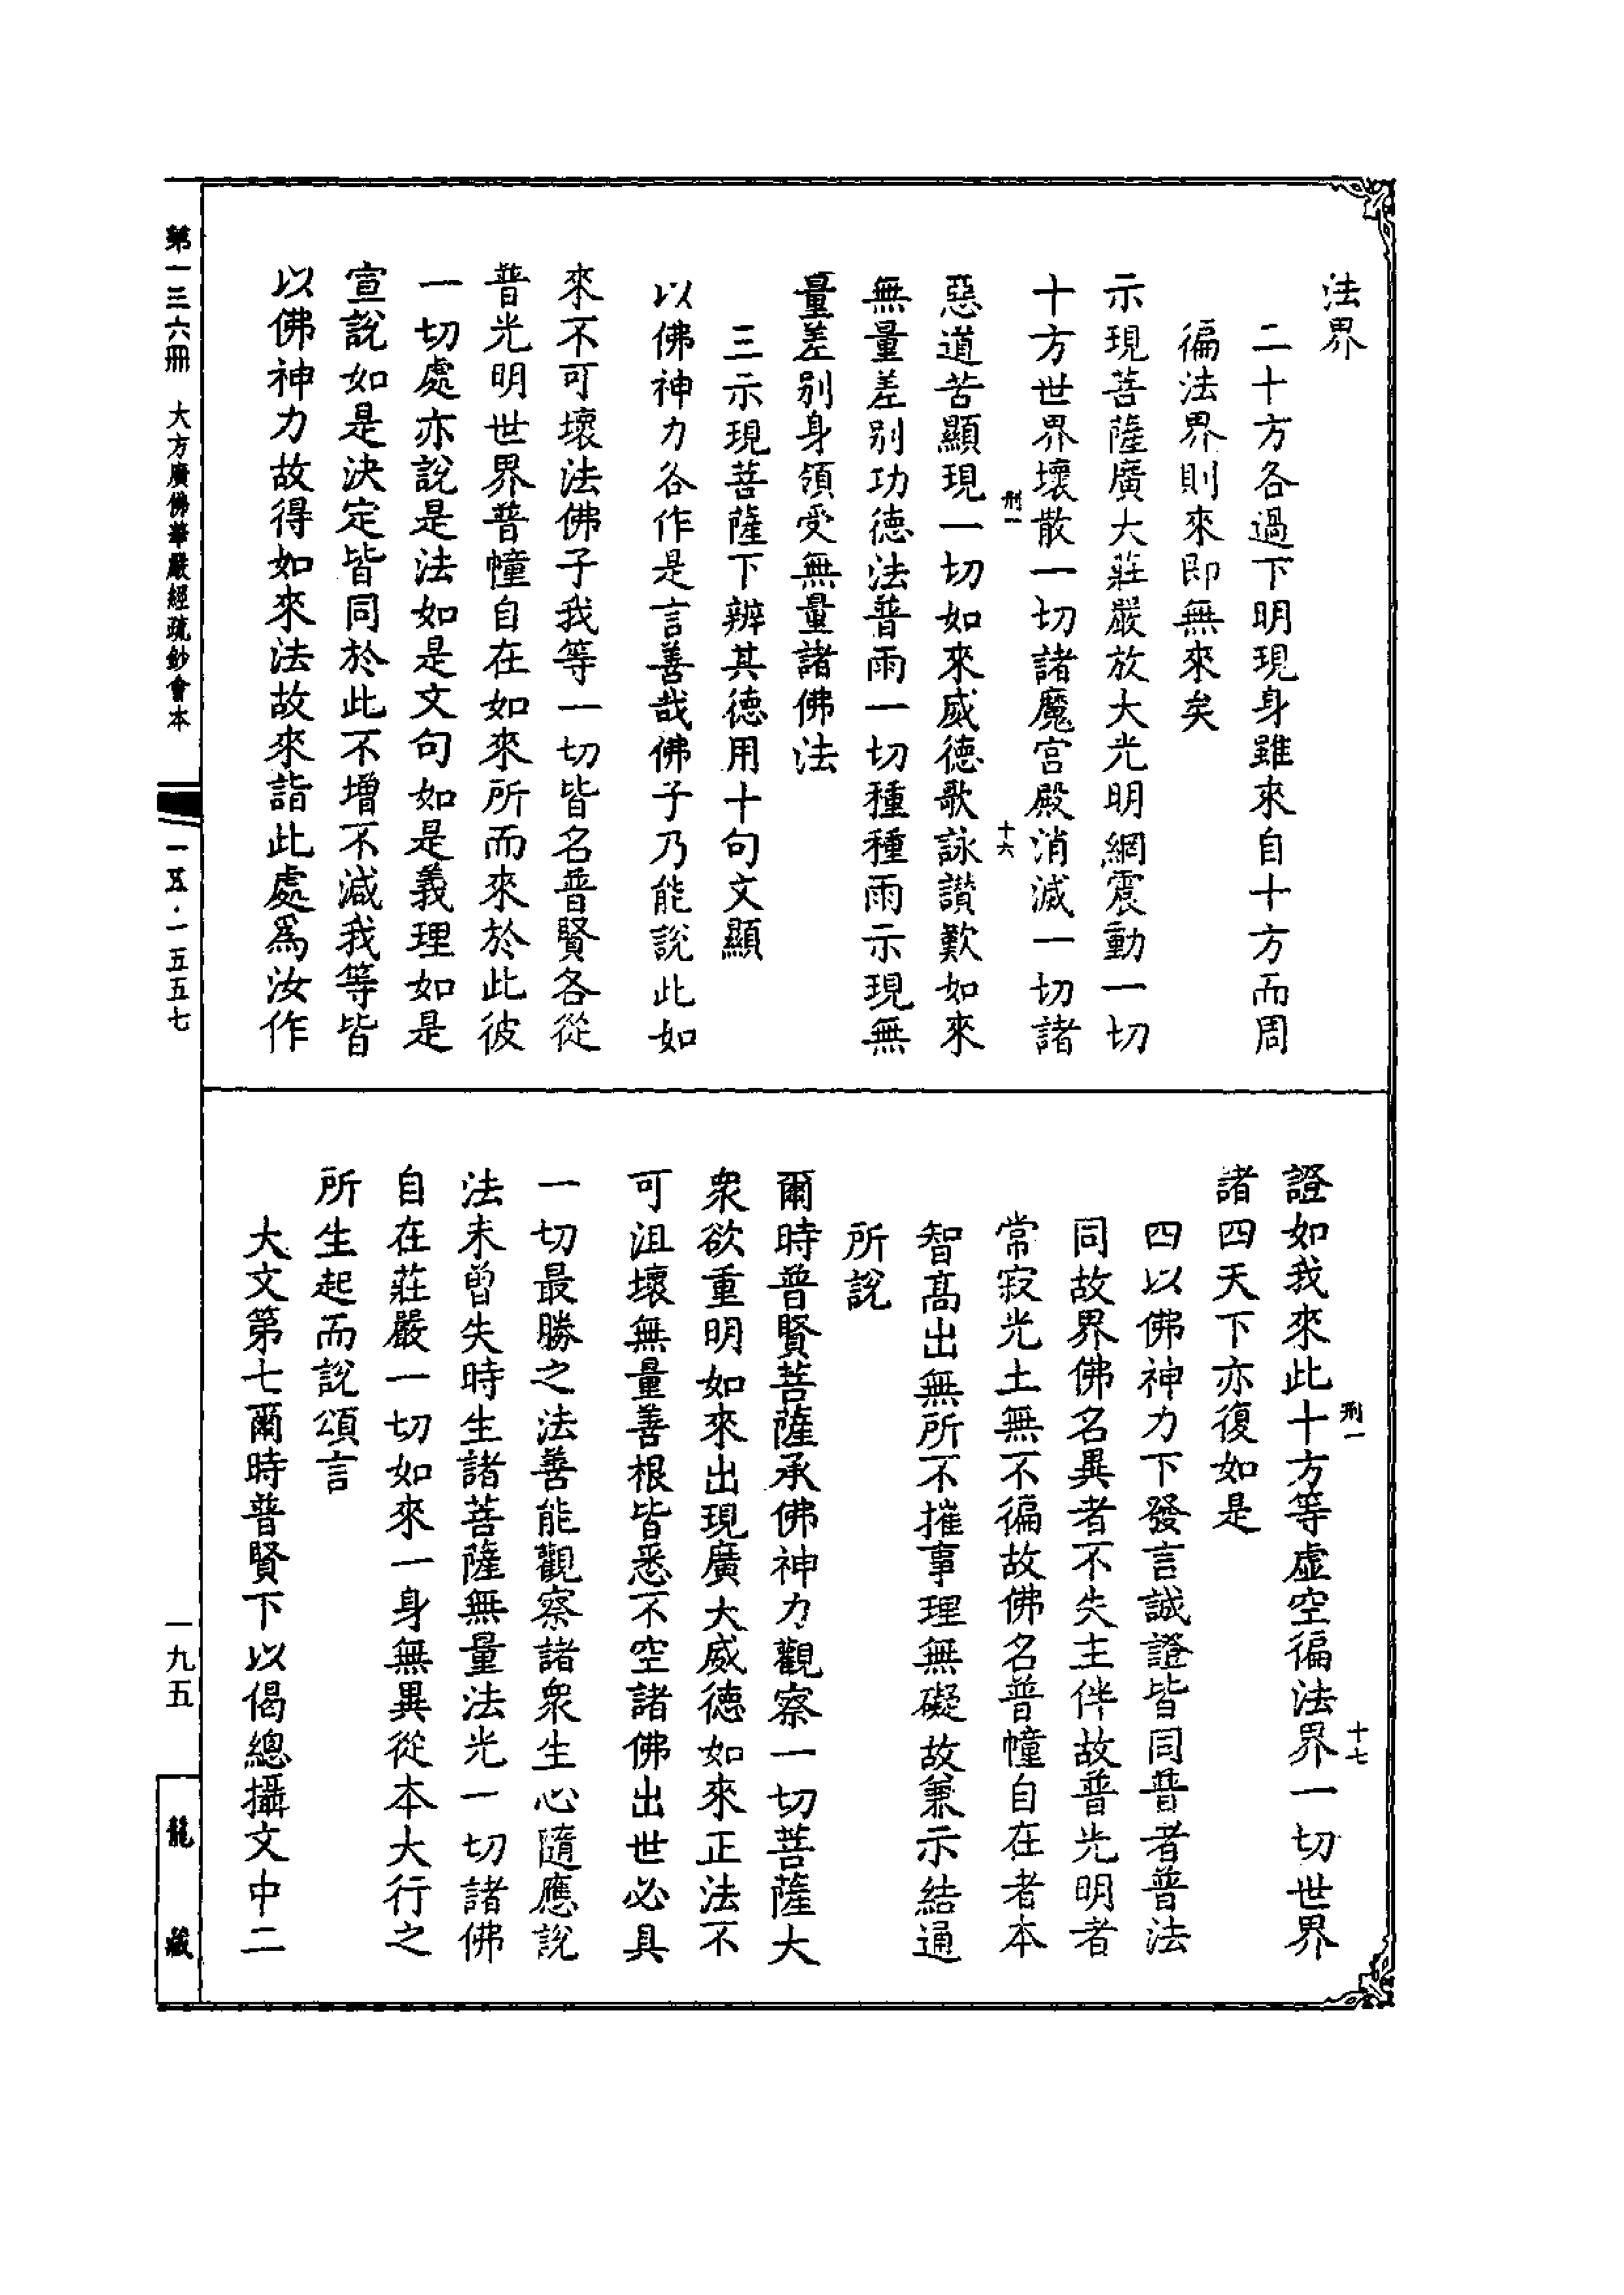 法界
二十方各過下明現身雖來自十方而周
徧法界則來即無來矣
示現菩薩廣大莊嚴放大光明網震動一切
十方世界壞散一切諸魔宮殿消滅一切諸
刑一
十六
惡道苦顯現一切如來威德歌詠讃歎如來
無量差别功德法普雨一切種種雨示現無
量差别身領受無量諸佛法
三示現菩薩下辨其德用十句文顯
以佛神力各作是言善哉佛子乃能說此如
來不可壞法佛子我等一切皆名普賢各從
普光明世界普幢自在如來所而來於此彼
一切處亦說是法如是文句如是義理如是
宣說如是決定皆同於此不增不減我等皆
以佛神力故得如來法故來詣此處爲汝作
刑一
十七
證如我來此十方等虚空徧法界一切世界
諸四天下亦復如是
四以佛神力下發言誠證皆同普者普法
同故界佛名異者不失主伴故普光明者
常寂光土無不徧故佛名普幢自在者本
智髙出無所不摧事理無礙故兼示結通
所說
爾時普賢菩薩承佛神力觀察一切菩薩大
衆欲重明如來出現廣大威德如來正法不
可沮壞無量善根皆悉不空諸佛出世必具
一切最勝之法善能觀察諸衆生心隨應說
法未曾失時生諸菩薩無量法光一切諸佛
自在莊嚴一切如來一身無異從本大行之
所生起而說頌言
大文第七爾時普賢下以偈總攝文中二
第一三六冊 大方廣佛華嚴經疏鈔會本
一五·一五五七
一九五
龍藏